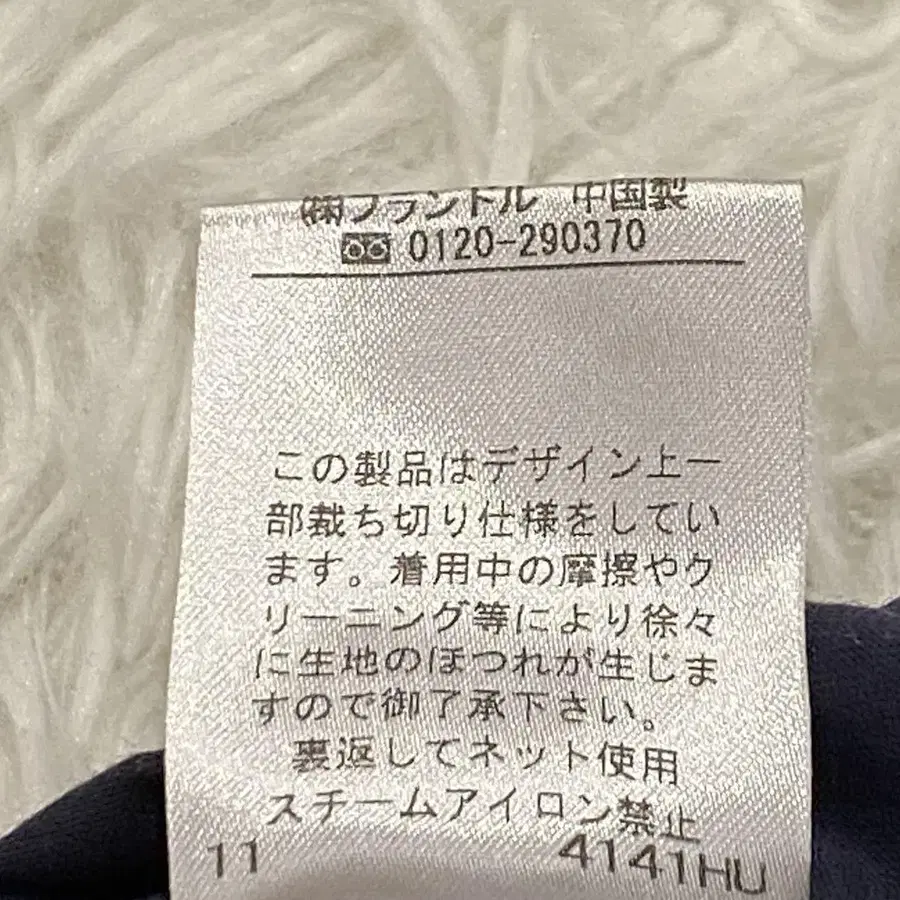 ㈱フランドル 中国製
0120-290370
この製品はデザイン上一
部裁ち切り仕様をしてい
ます。着用中の摩擦やク
リーニング等により徐々
に生地のほつれが生じま
すので御了承下さい。
裏返してネット使用
スチームアイロン禁止
11 4141HU